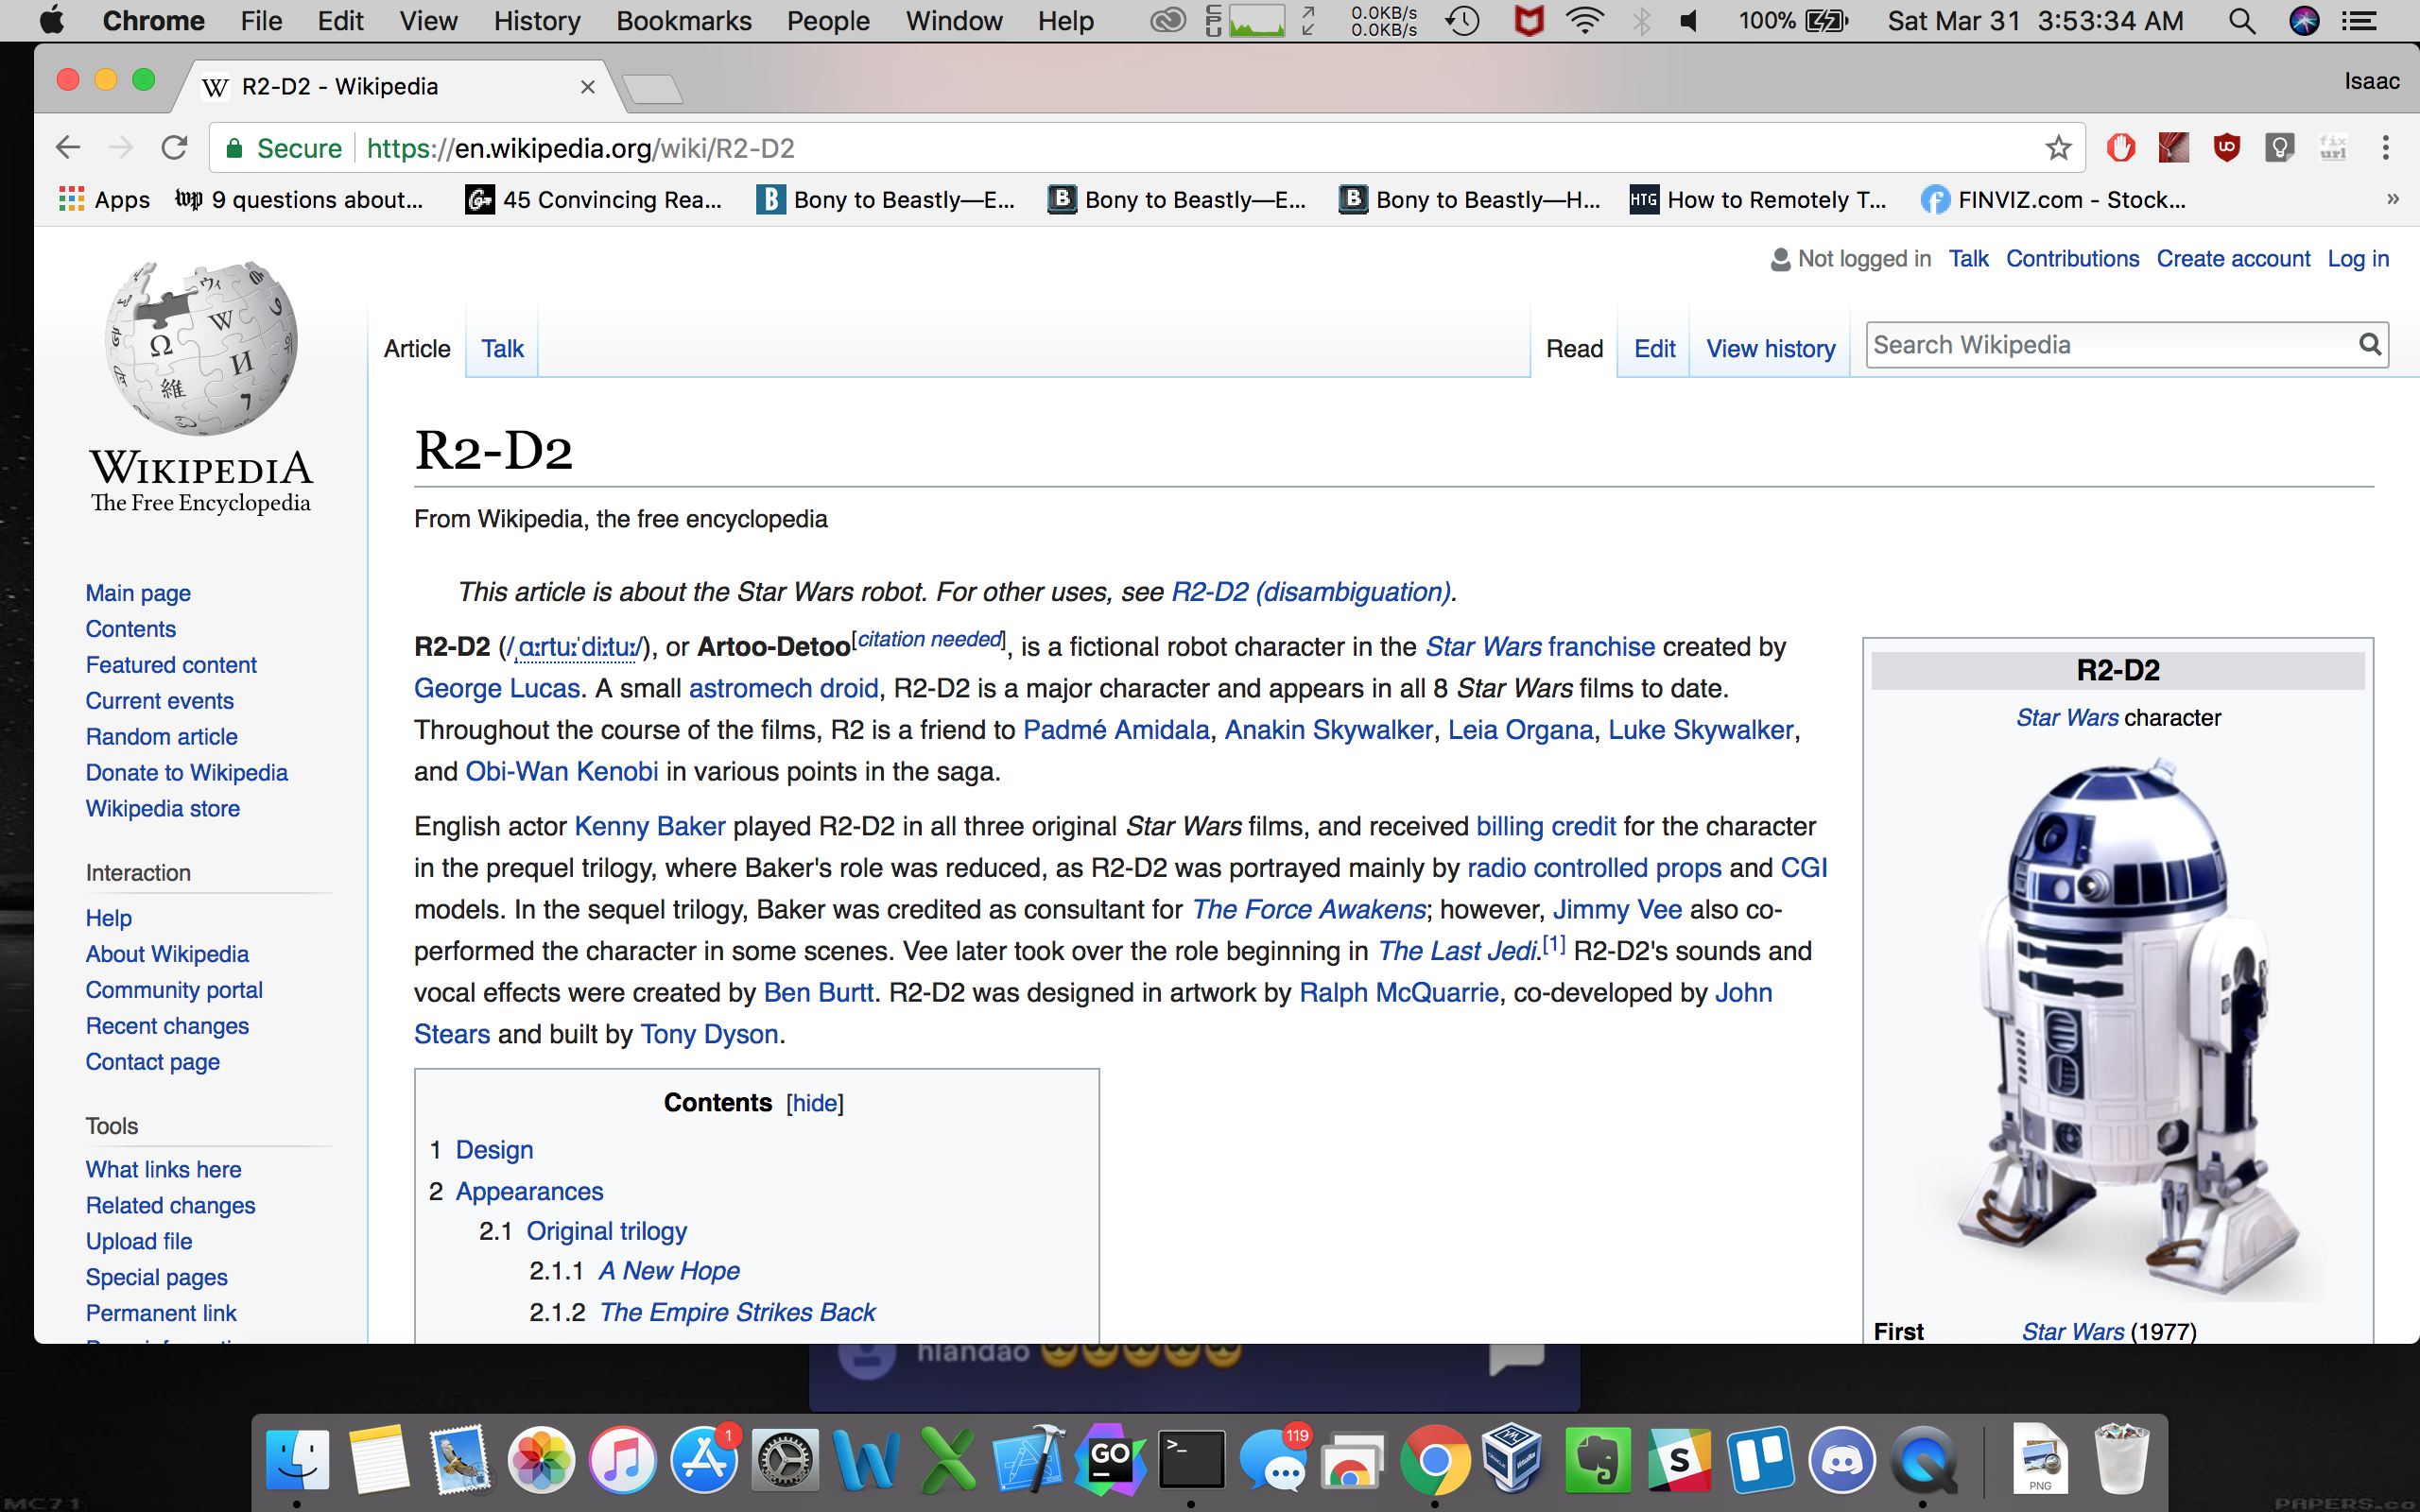 Chrome File Edit View History Bookmarks People Window Help CPU 0.0KB/s 0.0KB/s 100% Sat Mar 31 3:53:34 AM
W R2-D2 - Wikipedia × Isaac
Secure https://en.wikipedia.org/wiki/R2-D2 fix url
Apps wp 9 questions about... 45 Convincing Rea... B Bony to Beastly—E... B Bony to Beastly—E... B Bony to Beastly—H... HTG How to Remotely T... f FINVIZ.com - Stock... »
Not logged in Talk Contributions Create account Log in
Article Talk Read Edit View history Search Wikipedia
WIKIPEDIA
The Free Encyclopedia
Main page
Contents
Featured content
Current events
Random article
Donate to Wikipedia
Wikipedia store
Interaction
Help
About Wikipedia
Community portal
Recent changes
Contact page
Tools
What links here
Related changes
Upload file
Special pages
Permanent link
R2-D2
From Wikipedia, the free encyclopedia
This article is about the Star Wars robot. For other uses, see R2-D2 (disambiguation).
R2-D2 (/ˌɑːrtuːˈdiːtuː/), or Artoo-Detoo[citation needed], is a fictional robot character in the Star Wars franchise created by
George Lucas. A small astromech droid, R2-D2 is a major character and appears in all 8 Star Wars films to date.
Throughout the course of the films, R2 is a friend to Padmé Amidala, Anakin Skywalker, Leia Organa, Luke Skywalker,
and Obi-Wan Kenobi in various points in the saga.
English actor Kenny Baker played R2-D2 in all three original Star Wars films, and received billing credit for the character
in the prequel trilogy, where Baker's role was reduced, as R2-D2 was portrayed mainly by radio controlled props and CGI
models. In the sequel trilogy, Baker was credited as consultant for The Force Awakens; however, Jimmy Vee also co-
performed the character in some scenes. Vee later took over the role beginning in The Last Jedi.[1] R2-D2's sounds and
vocal effects were created by Ben Burtt. R2-D2 was designed in artwork by Ralph McQuarrie, co-developed by John
Stears and built by Tony Dyson.
Contents [hide]
1 Design
2 Appearances
2.1 Original trilogy
2.1.1 A New Hope
2.1.2 The Empire Strikes Back
R2-D2
Star Wars character
First Star Wars (1977)
hlandao 😎😎😎😎😎
1 GO >_ 119 S PNG
MC71 PAPERS.co